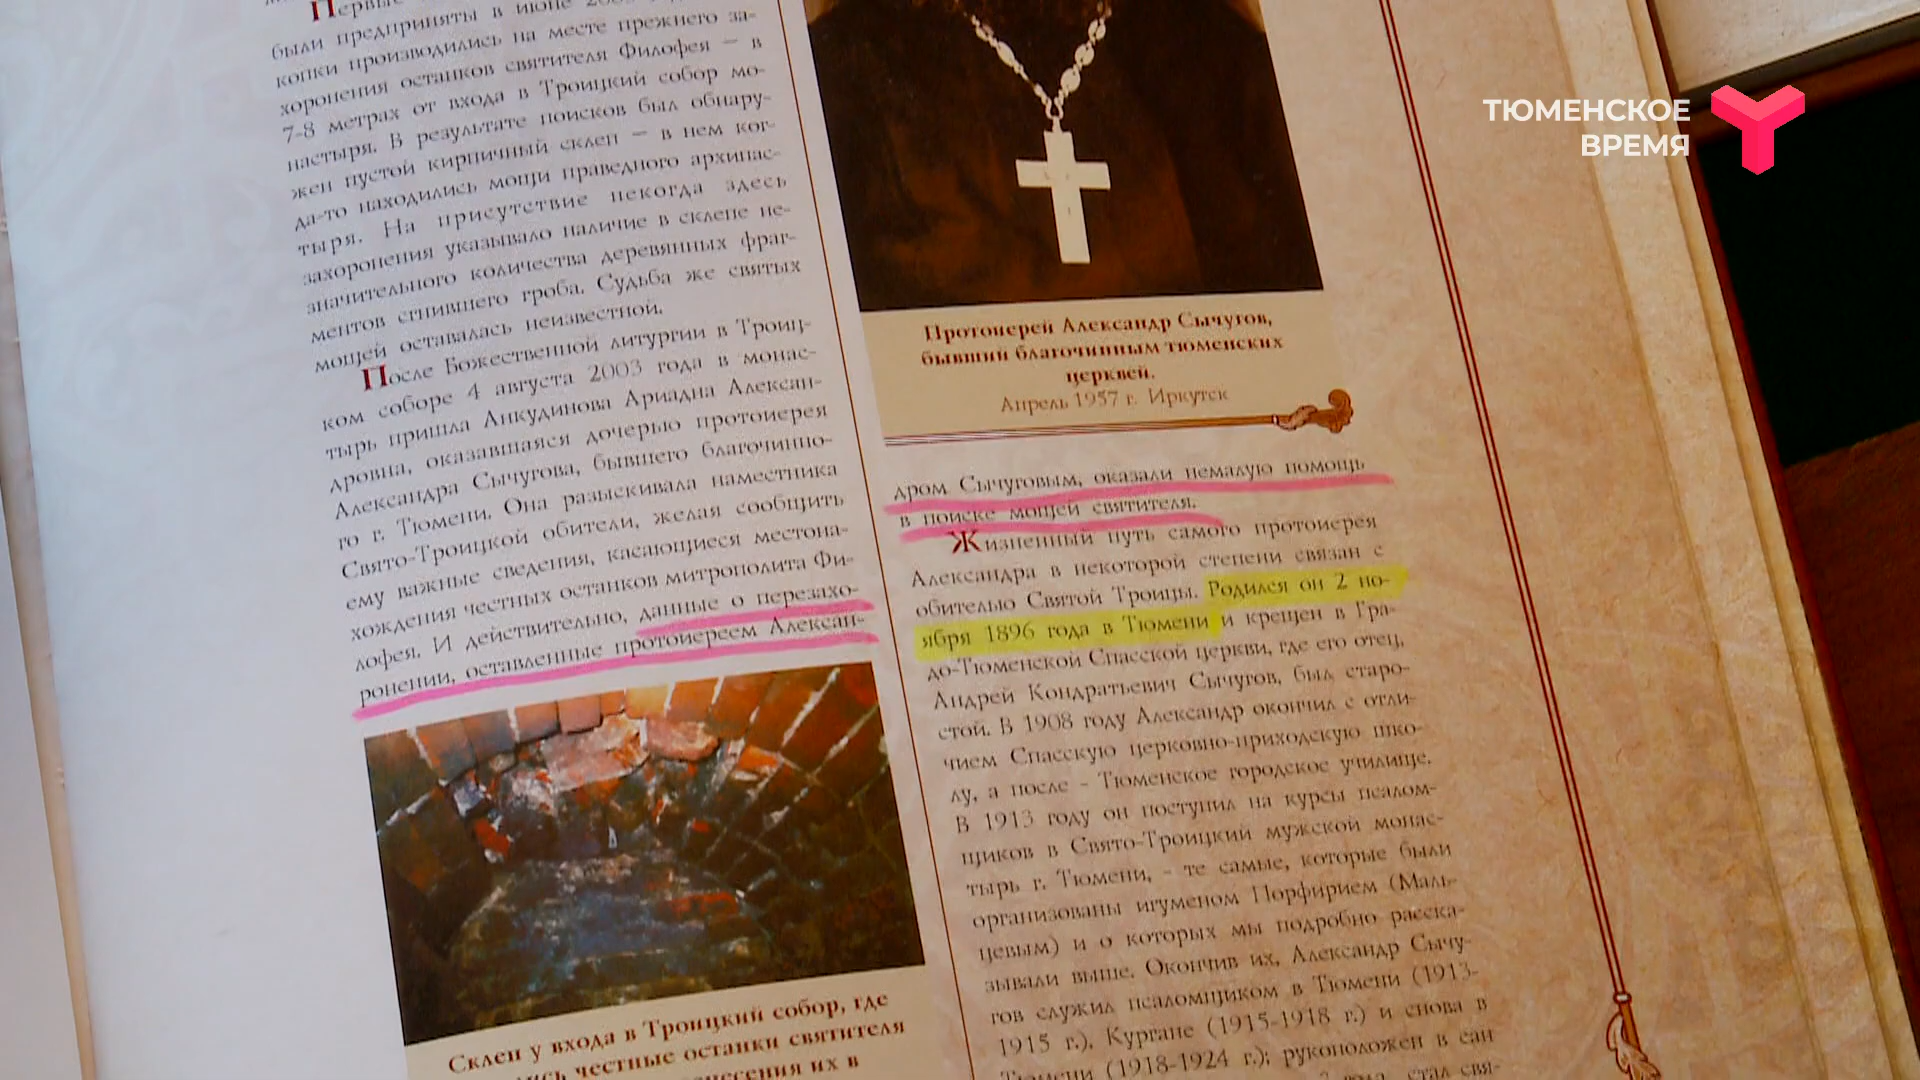 были предприняты в июне
копки производились на месте прежнего за-
хоронения останков святителя Филофея – в
7-8 метрах от входа в Троицкий собор мо-
настыря. В результате поисков был обнару-
жен пустой кирпичный склеп – в нем ког-
да-то находились мощи праведного архипас-
тыря. На присутствие некогда здесь
захоронения указывало наличие в склепе не-
значительного количества деревянных фраг-
ментов сгнившего гроба. Судьба же святых
мощей оставалась неизвестной.
После Божественной литургии в Троиц-
ком соборе 4 августа 2003 года в монас-
тырь пришла Анкудинова Ариадна Алексан-
дровна, оказавшаяся дочерью протоиерея
Александра Сычугова, бывшего благочинно-
го г. Тюмени. Она разыскивала наместника
Свято-Троицкой обители, желая сообщить
ему важные сведения, касающиеся местона-
хождения честных останков митрополита Фи-
лофея. И действительно, данные о перезахо-
ронении, оставленные протоиереем Алексан-
Склеп у входа в Троицкий собор, где
честные останки святителя
их в
Протоиерей Александр Сычугов,
бывший благочинным тюменских
церквей.
Апрель 1957 г. Иркутск
дром Сычуговым, оказали немалую помощь
в поиске мощей святителя.
Жизненный путь самого протоиерея
Александра в некоторой степени связан с
обителью Святой Троицы. Родился он 2 но-
ября 1896 года в Тюмени и крещен в Гра-
до-Тюменской Спасской церкви, где его отец,
Андрей Кондратьевич Сычугов, был старо-
стой. В 1908 году Александр окончил с отли-
чием Спасскую церковно-приходскую шко-
лу, а после - Тюменское городское училище.
В 1913 году он поступил на курсы псалом-
щиков в Свято-Троицкий мужской монас-
тырь г. Тюмени, - те самые, которые были
организованы игуменом Порфирием (Маль-
цевым) и о которых мы подробно расска-
зывали выше. Окончив их, Александр Сычу-
гов служил псаломщиком в Тюмени (1913-
1915 г.), Кургане (1915-1918 г.) и снова в
Тюмени (1918-1924 г.); рукоположен в сан
стал свя-
ТЮМЕНСКОЕ
ВРЕМЯ